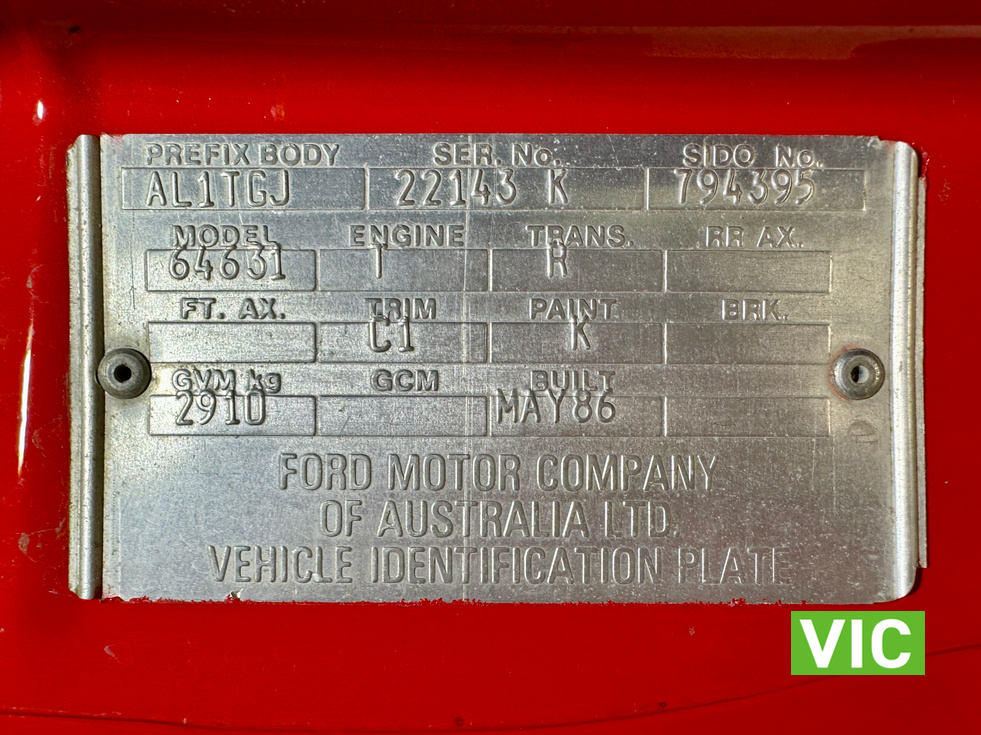 PREFIX BODY SER. No. SIDO No.
AL1TGJ 22143 K 794395
MODEL ENGINE TRANS. RR AX.
64631 T R
FT. AX. TRIM PAINT BRK.
C1 K
GVM kg GCM BUILT
2910 MAY86
FORD MOTOR COMPANY
OF AUSTRALIA LTD.
VEHICLE IDENTIFICATION PLATE
VIC